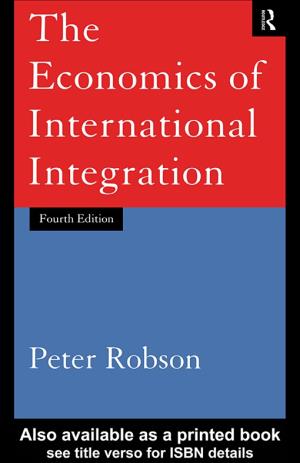 The
Economics of
International
Integration
Fourth Edition
Peter Robson
Also available as a printed book
see title verso for ISBN details